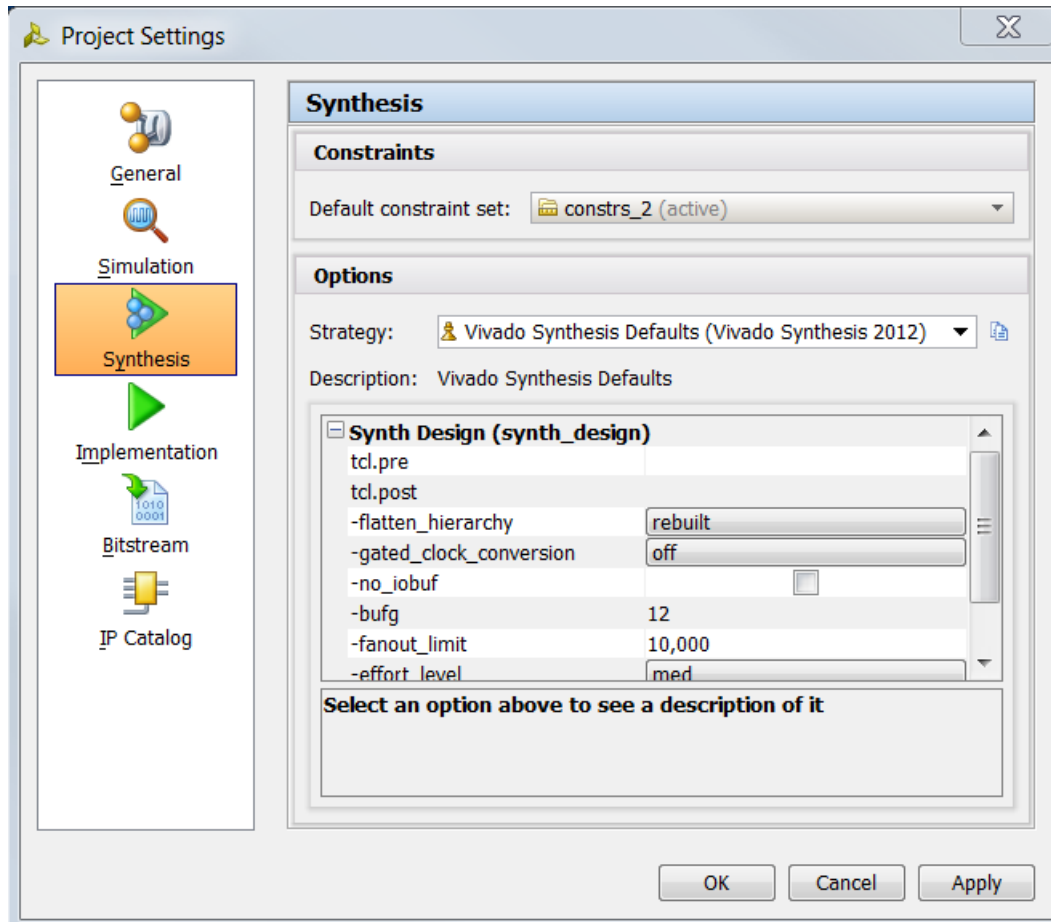 Project Settings
General
Simulation
Synthesis
Implementation
1010
0001
Bitstream
IP Catalog
Synthesis
Constraints
Default constraint set: constrs_2 (active)
Options
Strategy: Vivado Synthesis Defaults (Vivado Synthesis 2012)
Description: Vivado Synthesis Defaults
Synth Design (synth_design)
tcl.pre
tcl.post
-flatten_hierarchy rebuilt
-gated_clock_conversion off
-no_iobuf
-bufg 12
-fanout_limit 10,000
-effort_level med
Select an option above to see a description of it
OK Cancel Apply